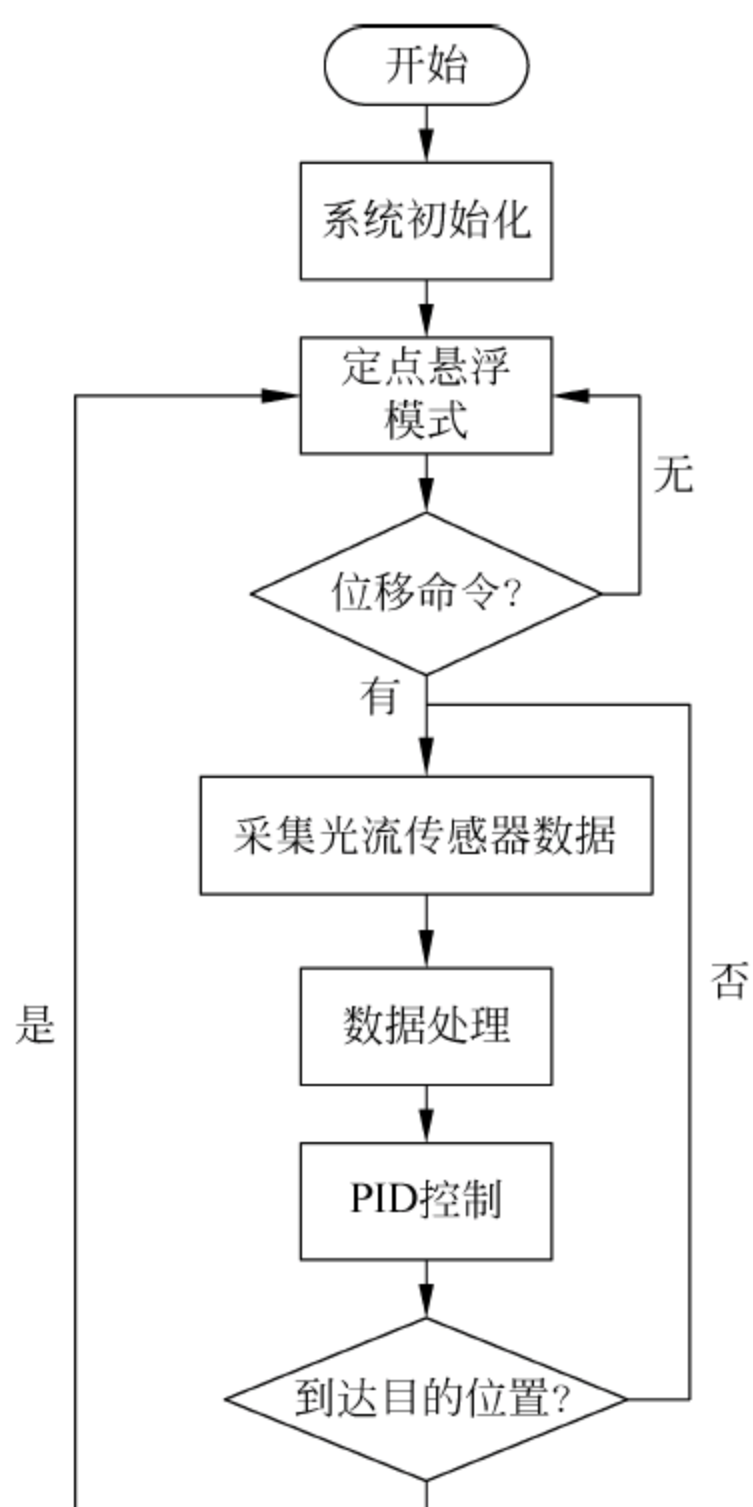 开始
系统初始化
定点悬浮
模式
无
位移命令?
有
采集光流传感器数据
否
是
数据处理
PID控制
到达目的位置?